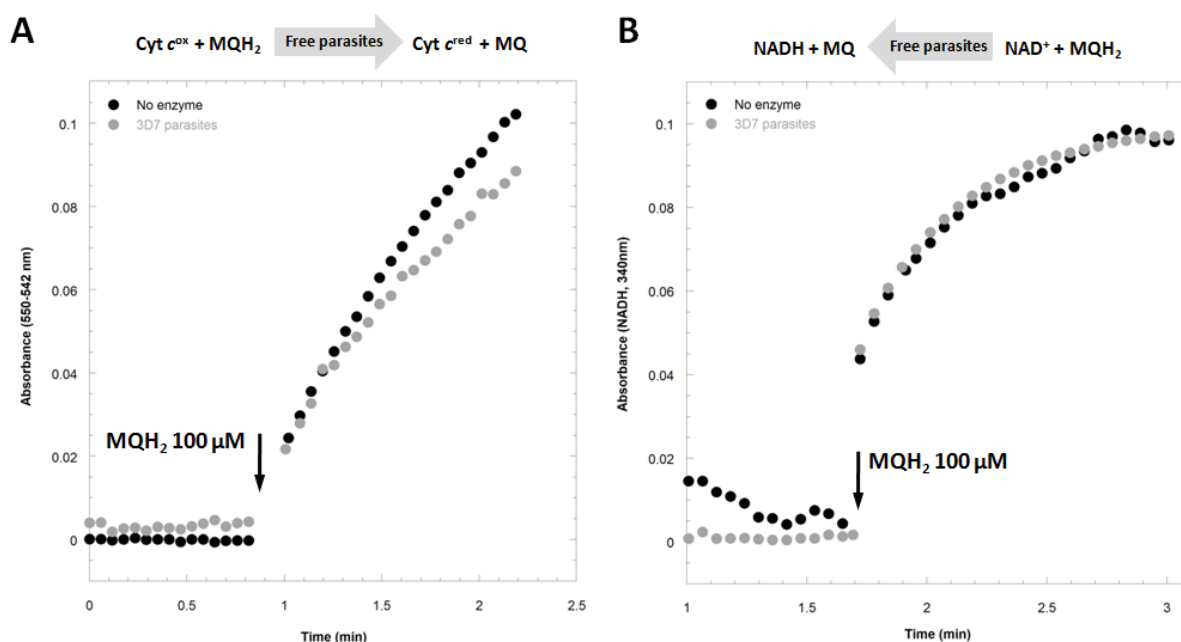 A
Cyt c^ox + MQH₂ Free parasites Cyt c^red + MQ
No enzyme
3D7 parasites
0.1
0.08
0.06
0.04
0.02
0
MQH₂ 100 µM
Absorbance (550-542 nm)
0 0.5 1 1.5 2 2.5
Time (min)
B
NADH + MQ Free parasites NAD⁺ + MQH₂
No enzyme
3D7 parasites
0.1
0.08
0.06
0.04
0.02
0
MQH₂ 100 µM
Absorbance (NADH, 340nm)
1 1.5 2 2.5 3
Time (min)